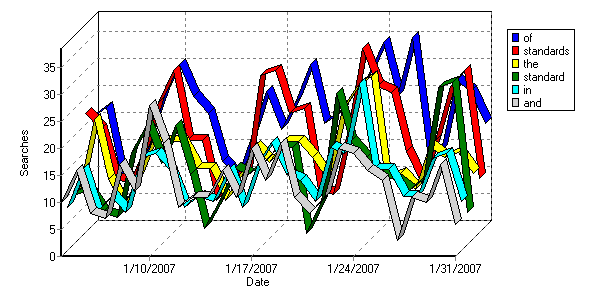 of
standards
the
standard
in
and
Searches
35
30
25
20
15
10
5
0
1/10/2007 1/17/2007 1/24/2007 1/31/2007
Date